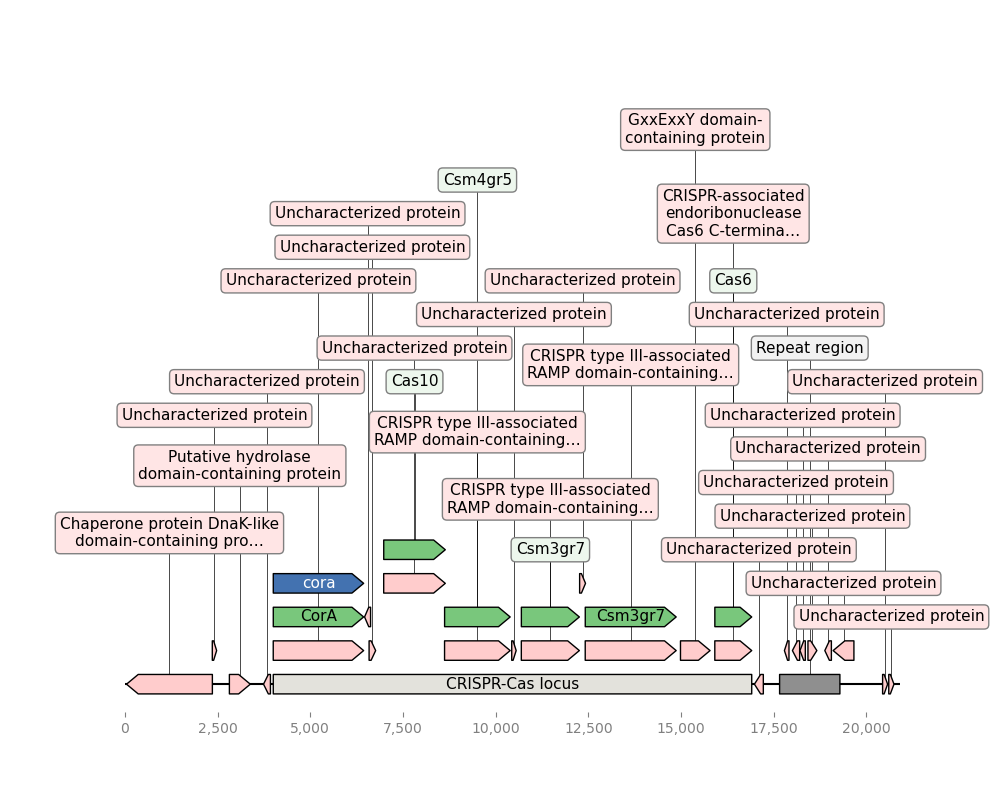 GxxExxY domain-
containing protein
Csm4gr5
CRISPR-associated
endoribonuclease
Cas6 C-termina…
Uncharacterized protein
Uncharacterized protein
Uncharacterized protein
Uncharacterized protein
Cas6
Uncharacterized protein
Uncharacterized protein
Uncharacterized protein
CRISPR type III-associated
RAMP domain-containing…
Repeat region
Uncharacterized protein
Cas10
Uncharacterized protein
Uncharacterized protein
CRISPR type III-associated
RAMP domain-containing…
Uncharacterized protein
Putative hydrolase
domain-containing protein
Uncharacterized protein
CRISPR type III-associated
RAMP domain-containing…
Uncharacterized protein
Chaperone protein DnaK-like
domain-containing pro…
Uncharacterized protein
Csm3gr7
Uncharacterized protein
cora
Uncharacterized protein
CorA
Csm3gr7
Uncharacterized protein
CRISPR-Cas locus
0
2,500
5,000
7,500
10,000
12,500
15,000
17,500
20,000